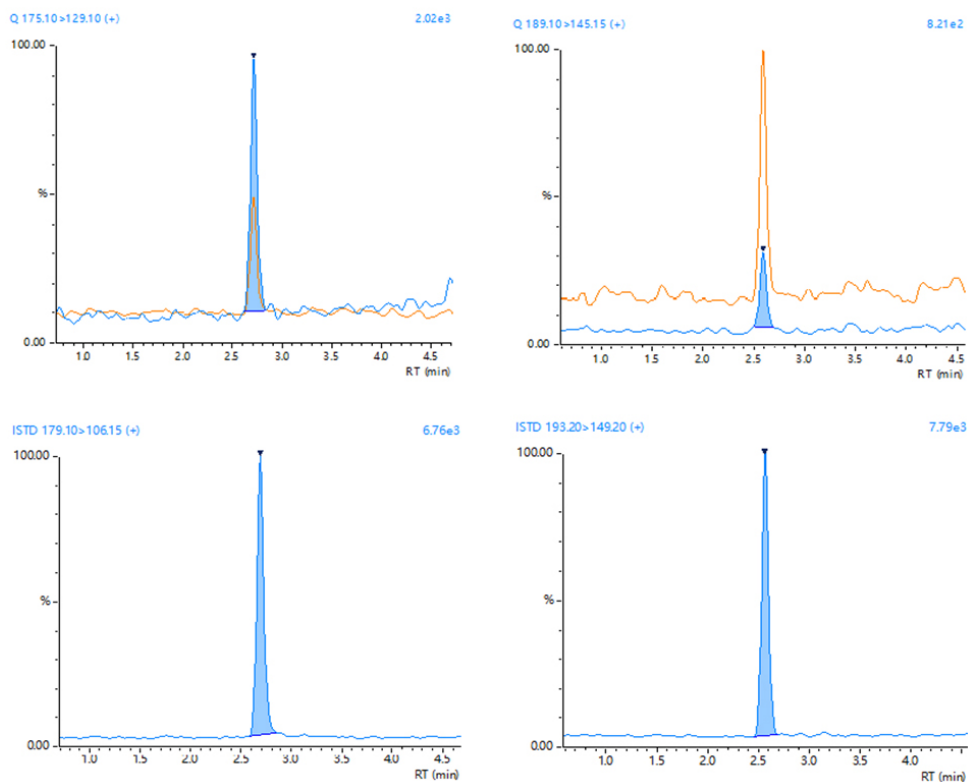 Q 175.10>129.10 (+) 2.02e3
100.00
%
0.00
1.0 1.5 2.0 2.5 3.0 3.5 4.0 4.5
RT (min)
Q 189.10>145.15 (+) 8.21e2
100.00
%
0.00
1.0 1.5 2.0 2.5 3.0 3.5 4.0 4.5
RT (min)
ISTD 179.10>106.15 (+) 6.76e3
100.00
%
0.00
1.0 1.5 2.0 2.5 3.0 3.5 4.0 4.5
RT (min)
ISTD 193.20>149.20 (+) 7.79e3
100.00
%
0.00
1.0 1.5 2.0 2.5 3.0 3.5 4.0
RT (min)